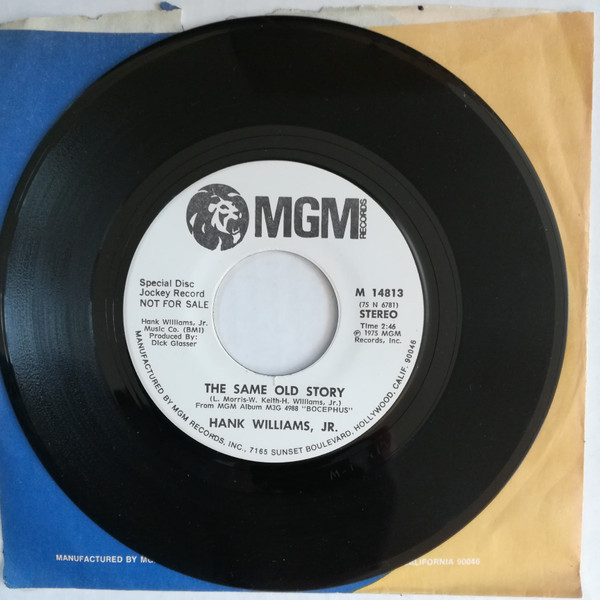 MGM RECORDS
Special Disc
Jockey Record
NOT FOR SALE
Hank Williams, Jr.
Music Co. (BMI)
Produced By:
Dick Glasser
M 14813
(75 N 6781)
STEREO
Time 2:46
℗ 1975 MGM
Records, Inc.
THE SAME OLD STORY
(L. Morris-W. Keith-H. Williams, Jr.)
From MGM Album M3G 4988 "BOCEPHUS"
HANK WILLIAMS, JR.
MANUFACTURED BY MGM RECORDS, INC., 7165 SUNSET BOULEVARD, HOLLYWOOD, CALIF. 90046
MANUFACTURED BY
CALIFORNIA 90046